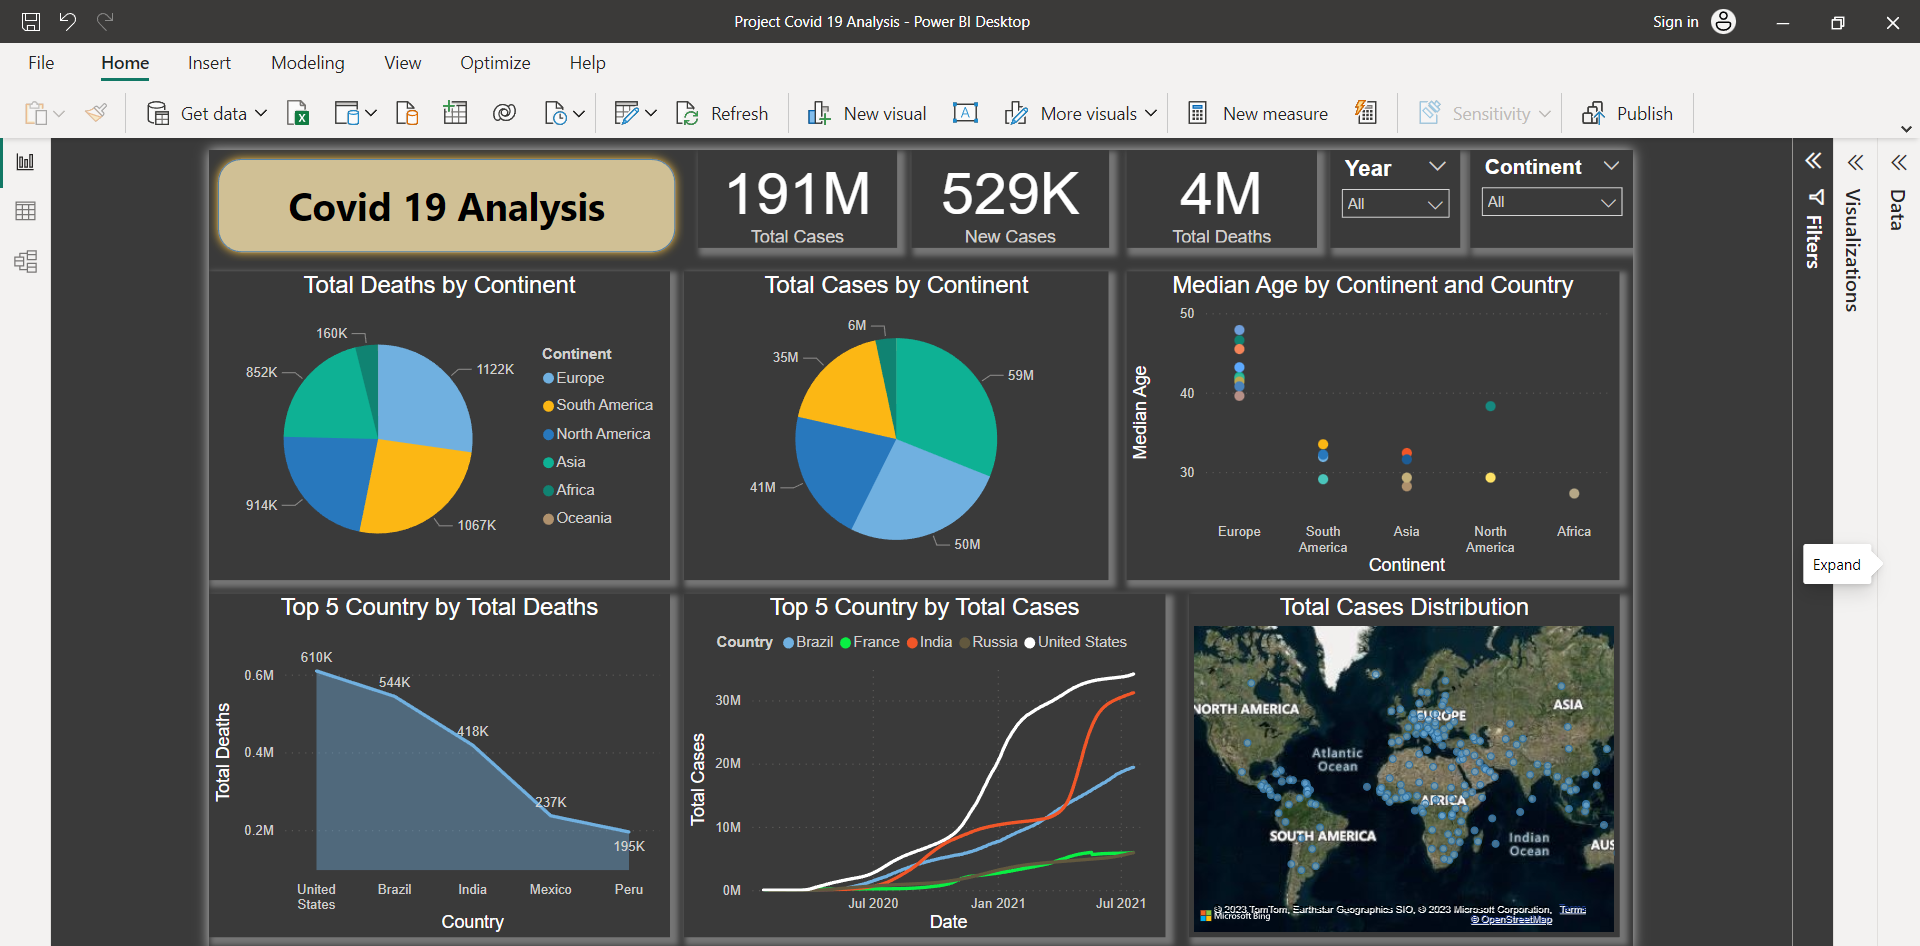 Project Covid 19 Analysis - Power BI Desktop
Sign in
File Home Insert Modeling View Optimize Help
Get data Refresh New visual A More visuals New measure Sensitivity Publish
Covid 19 Analysis
191M
Total Cases
529K
New Cases
4M
Total Deaths
Year
All
Continent
All
Filters
Visualizations
Data
Expand
Total Deaths by Continent
160K
852K
1122K
914K
1067K
Continent
Europe
South America
North America
Asia
Africa
Oceania
Total Cases by Continent
6M
35M
59M
41M
50M
Median Age by Continent and Country
Median Age
50
40
30
Europe
South
America
Asia
North
America
Africa
Continent
Top 5 Country by Total Deaths
Total Deaths
0.6M
0.4M
0.2M
610K
544K
418K
237K
195K
United
States
Brazil
India
Mexico
Peru
Country
Top 5 Country by Total Cases
Country Brazil France India Russia United States
Total Cases
30M
20M
10M
0M
Jul 2020 Jan 2021 Jul 2021
Date
Total Cases Distribution
NORTH AMERICA
EUROPE
ASIA
Atlantic
Ocean
AFRICA
SOUTH AMERICA
Indian
Ocean
AUS
Microsoft Bing
© 2023 TomTom, Earthstar Geographics SIO, © 2023 Microsoft Corporation, Terms
© OpenStreetMap